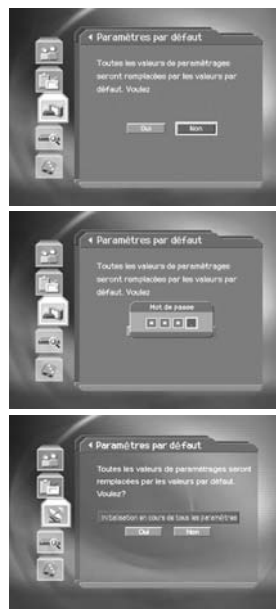 Paramètres par défaut
Toutes les valeurs de paramétrages
seront remplacées par les valeurs par
défaut. Voulez
Oui Non
Paramètres par défaut
Toutes les valeurs de paramétrages
seront remplacées par les valeurs par
défaut. Voulez
Mot de passe
Paramètres par défaut
Toutes les valeurs de paramétrages seront
remplacées par les valeurs par défaut.
Voulez?
Initialisation en cours de tous les paramètres
Oui Non